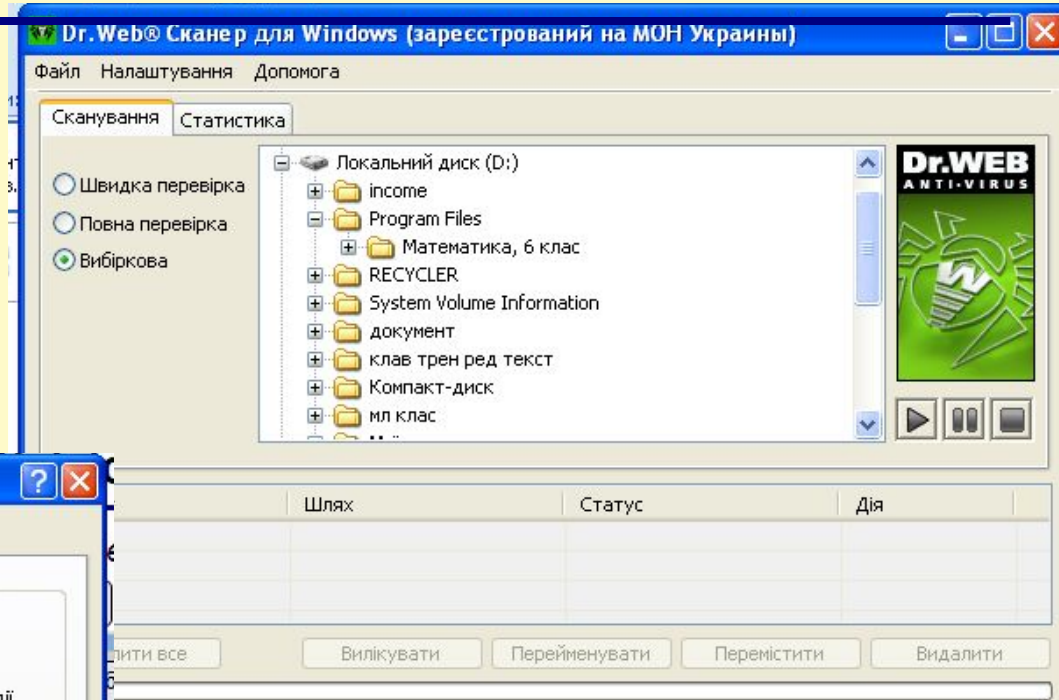 Dr.Web® Сканер для Windows (зареєстрований на МОН Украины)
Файл Налаштування Допомога
Сканування Статистика
Швидка перевірка
Повна перевірка
Вибіркова
Локальний диск (D:)
income
Program Files
Математика, 6 клас
RECYCLER
System Volume Information
документ
клав трен ред текст
Компакт-диск
мл клас
Dr.WEB
ANTI-VIRUS
Шлях Статус Дія
все Вилікувати Перейменувати Перемістити Видалити